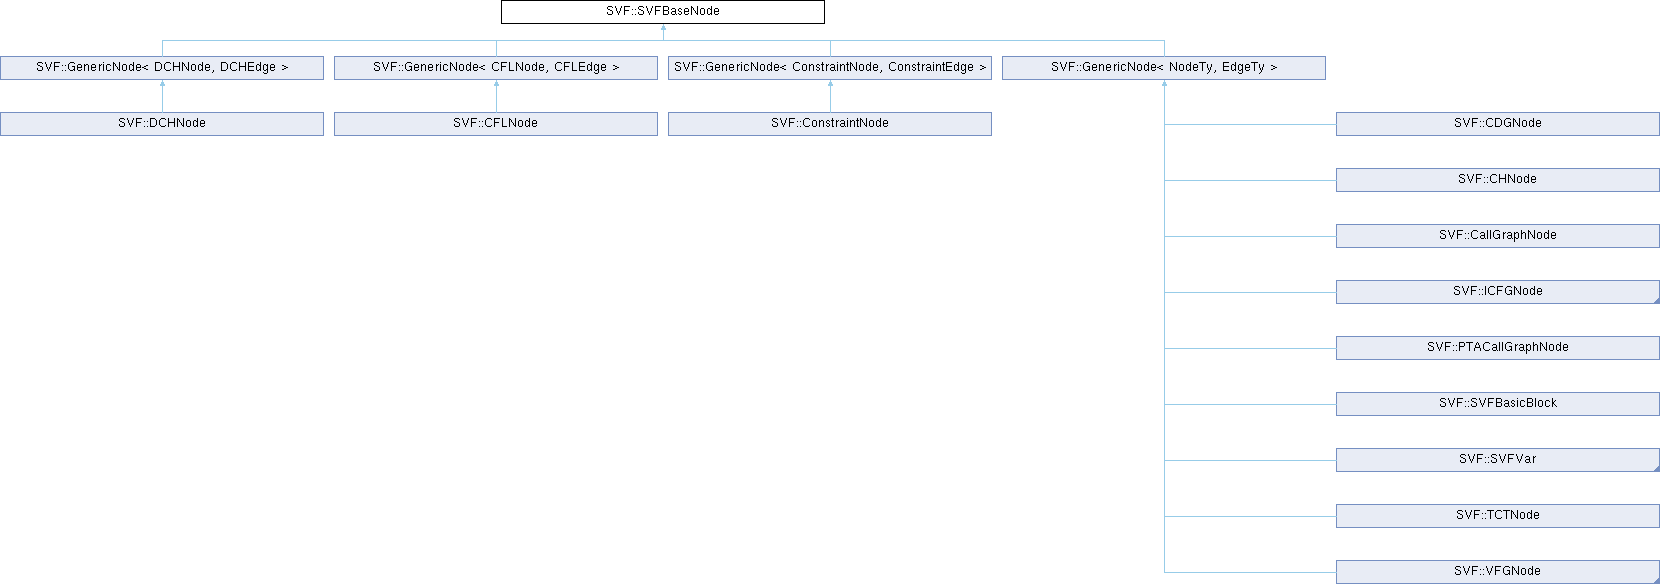 SVF::SVFBaseNode
SVF::GenericNode< DCHNode, DCHEdge >
SVF::GenericNode< CFLNode, CFLEdge >
SVF::GenericNode< ConstraintNode, ConstraintEdge >
SVF::GenericNode< NodeTy, EdgeTy >
SVF::DCHNode
SVF::CFLNode
SVF::ConstraintNode
SVF::CDGNode
SVF::CHNode
SVF::CallGraphNode
SVF::ICFGNode
SVF::PTACallGraphNode
SVF::SVFBasicBlock
SVF::SVFVar
SVF::TCTNode
SVF::VFGNode